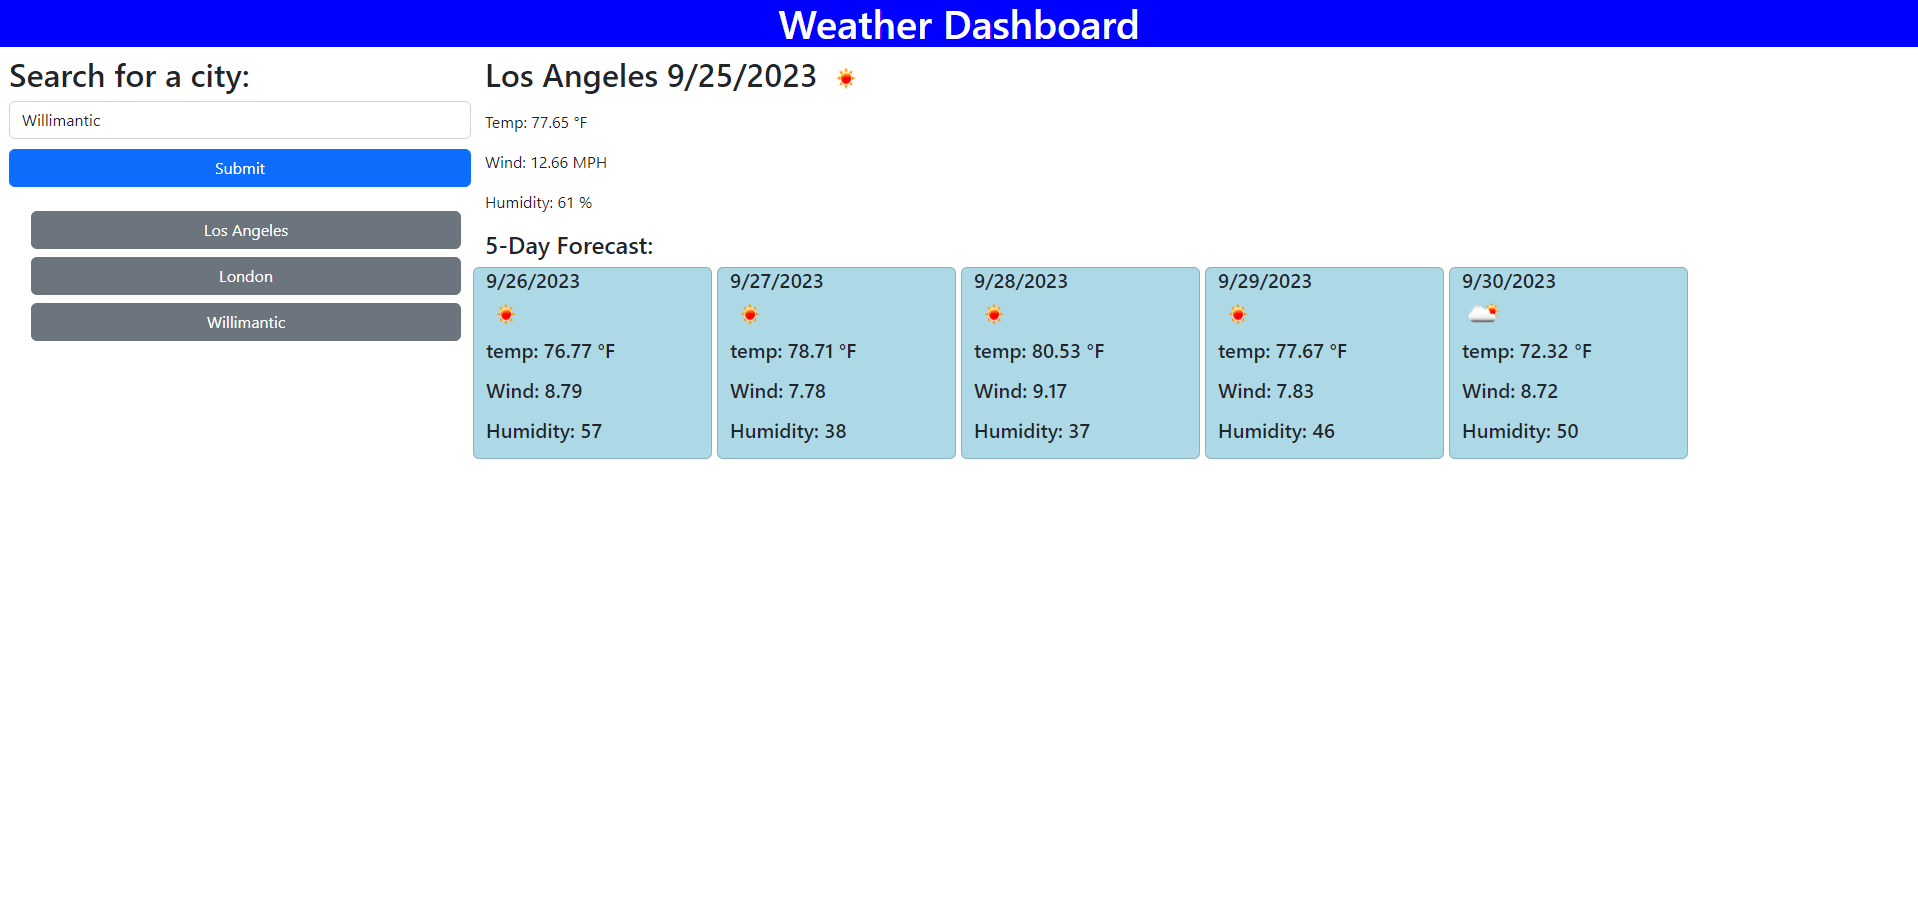 Weather Dashboard
Search for a city:
Willimantic
Submit
Los Angeles
London
Willimantic
Los Angeles 9/25/2023
Temp: 77.65 °F
Wind: 12.66 MPH
Humidity: 61 %
5-Day Forecast:
9/26/2023
temp: 76.77 °F
Wind: 8.79
Humidity: 57
9/27/2023
temp: 78.71 °F
Wind: 7.78
Humidity: 38
9/28/2023
temp: 80.53 °F
Wind: 9.17
Humidity: 37
9/29/2023
temp: 77.67 °F
Wind: 7.83
Humidity: 46
9/30/2023
temp: 72.32 °F
Wind: 8.72
Humidity: 50